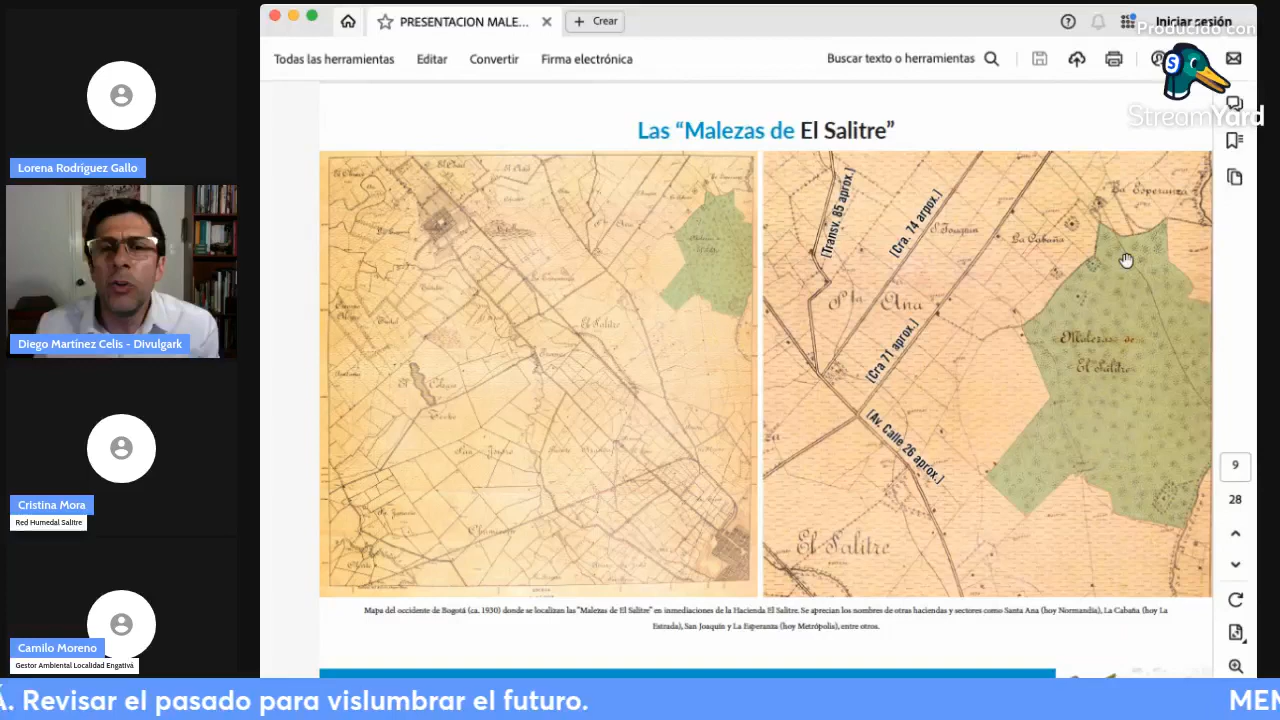 PRESENTACION MALE...
Crear
Iniciar sesión
Producido con
StreamYard
Todas las herramientas
Editar
Convertir
Firma electrónica
Buscar texto o herramientas
Lorena Rodríguez Gallo
Diego Martínez Celis - Divulgark
Cristina Mora
Red Humedal Salitre
Camilo Moreno
Gestor Ambiental Localidad Engativá
Las “Malezas de El Salitre”
El Salitre
[Transv. 85 aprox.]
[Cra. 74 arpox.]
[Cra 71 aprox.]
[Av. Calle 26 aprox.]
La Esperanza
S. Joaquin
La Cabaña
Sta Ana
Malezas de
El Salitre
El Salitre
9
28
Mapa del occidente de Bogotá (ca. 1930) donde se localizan las "Malezas de El Salitre" en inmediaciones de la Hacienda El Salitre. Se aprecian los nombres de otras haciendas y sectores como Santa Ana (hoy Normandía), La Cabaña (hoy La
Estrada), San Joaquín y La Esperanza (hoy Metrópolis), entre otros.
Á. Revisar el pasado para vislumbrar el futuro.
MEM